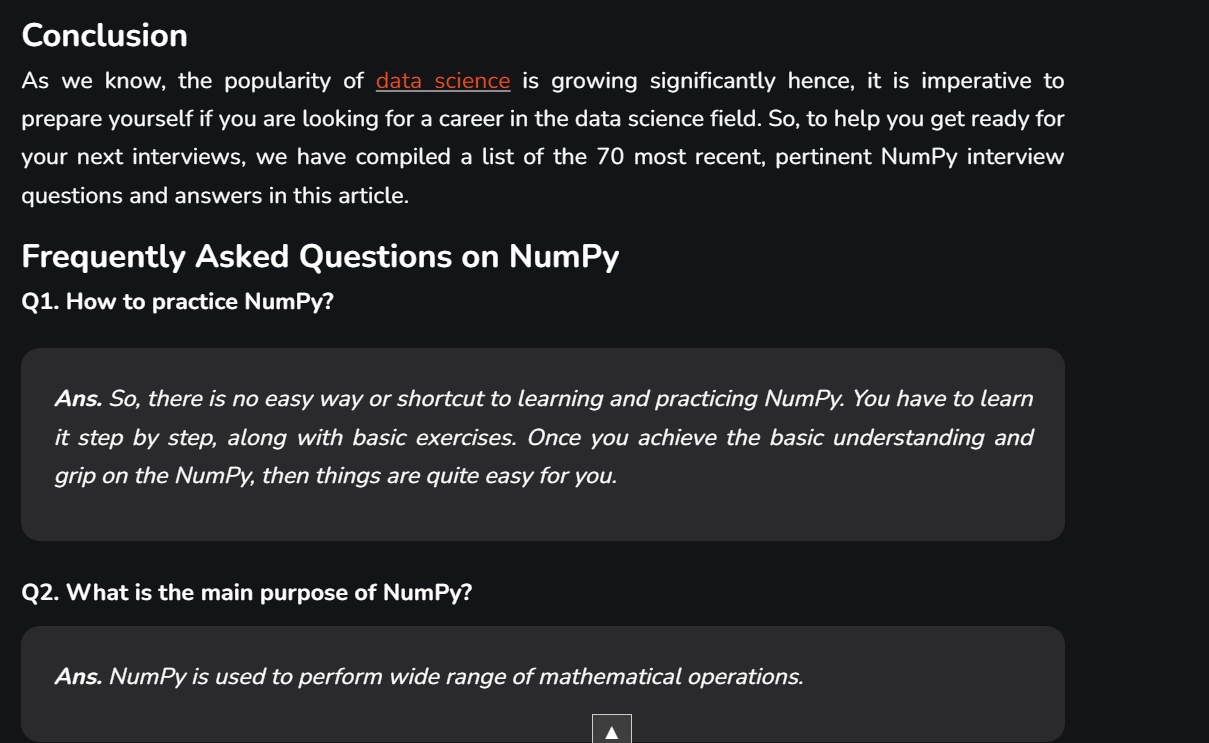 Conclusion
As we know, the popularity of data science is growing significantly hence, it is imperative to
prepare yourself if you are looking for a career in the data science field. So, to help you get ready for
your next interviews, we have compiled a list of the 70 most recent, pertinent NumPy interview
questions and answers in this article.
Frequently Asked Questions on NumPy
Q1. How to practice NumPy?
Ans. So, there is no easy way or shortcut to learning and practicing NumPy. You have to learn
it step by step, along with basic exercises. Once you achieve the basic understanding and
grip on the NumPy, then things are quite easy for you.
Q2. What is the main purpose of NumPy?
Ans. NumPy is used to perform wide range of mathematical operations.